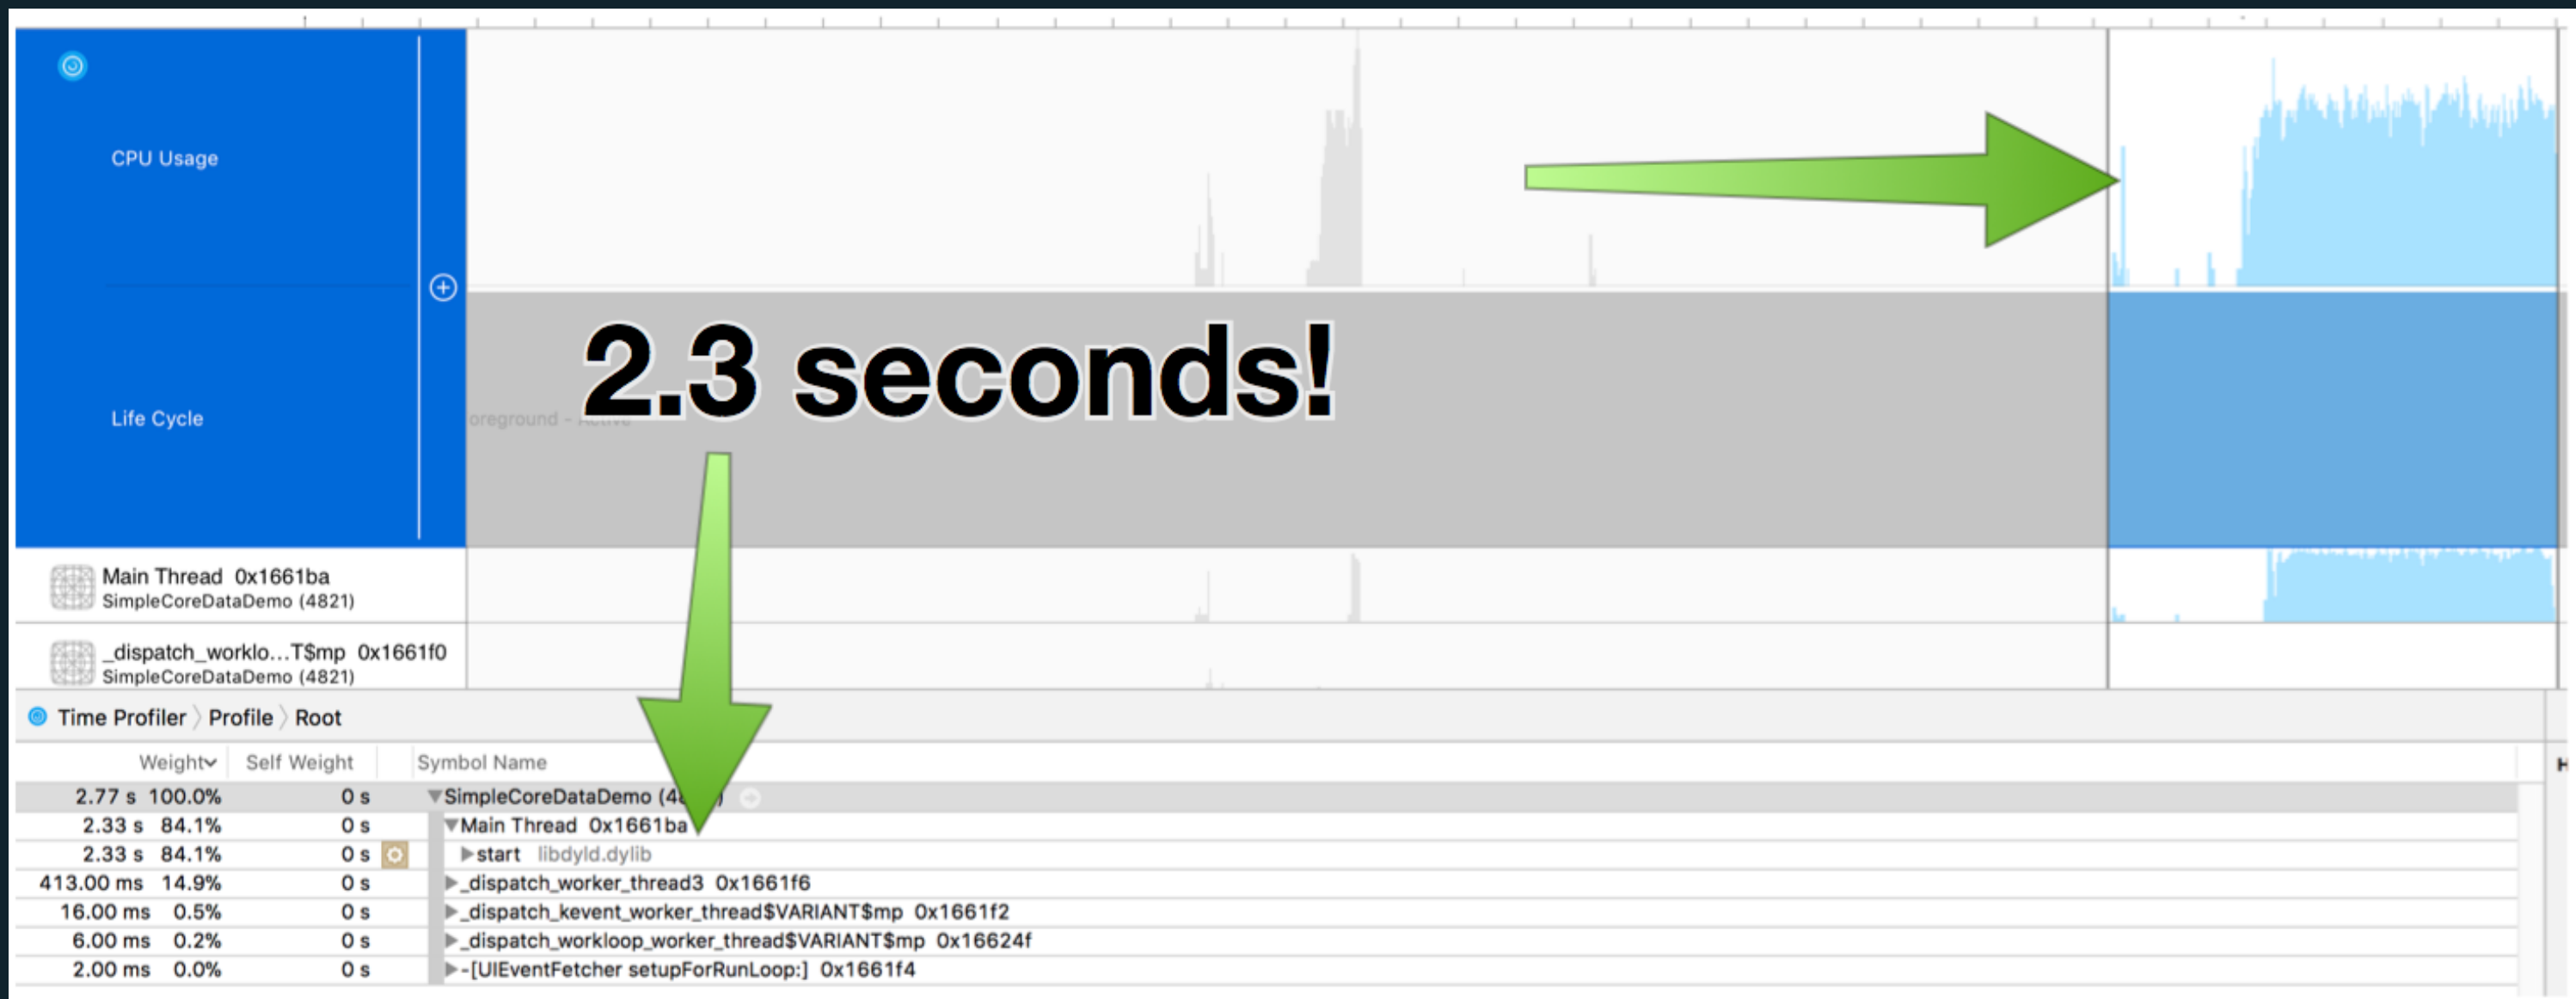 CPU Usage
2.3 seconds!
Life Cycle
oreground - Active
Main Thread 0x1661ba
SimpleCoreDataDemo (4821)
_dispatch_worklo...T$mp 0x1661f0
SimpleCoreDataDemo (4821)
Time Profiler Profile Root
Weight Self Weight Symbol Name
H
2.77 s 100.0% 0 s SimpleCoreDataDemo (4
2.33 s 84.1% 0 s Main Thread 0x1661ba
2.33 s 84.1% 0 s start libdyld.dylib
413.00 ms 14.9% 0 s _dispatch_worker_thread3 0x1661f6
16.00 ms 0.5% 0 s _dispatch_kevent_worker_thread$VARIANT$mp 0x1661f2
6.00 ms 0.2% 0 s _dispatch_workloop_worker_thread$VARIANT$mp 0x16624f
2.00 ms 0.0% 0 s -[UIEventFetcher setupForRunLoop:] 0x1661f4